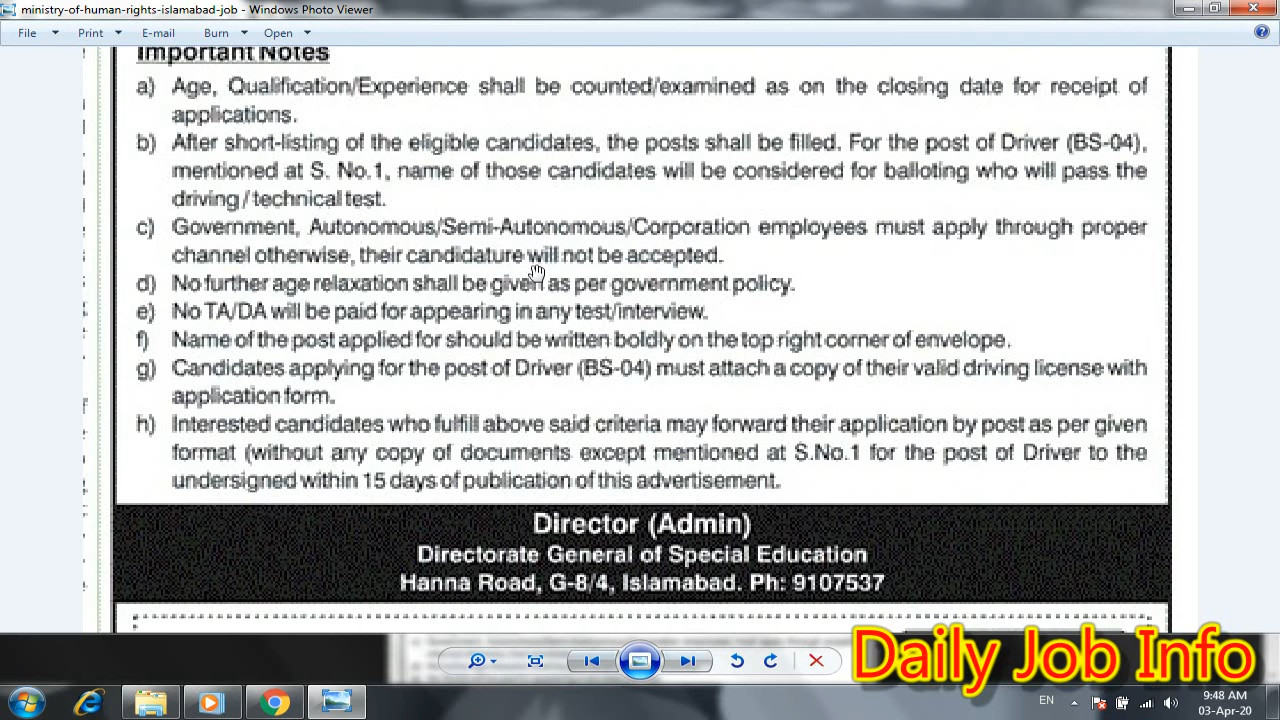 ministry-of-human-rights-islamabad-job - Windows Photo Viewer
File Print E-mail Burn Open
Important Notes
a) Age, Qualification/Experience shall be counted/examined as on the closing date for receipt of
applications.
b) After short-listing of the eligible candidates, the posts shall be filled. For the post of Driver (BS-04),
mentioned at S. No.1, name of those candidates will be considered for balloting who will pass the
driving / technical test.
c) Government, Autonomous/Semi-Autonomous/Corporation employees must apply through proper
channel otherwise, their candidature will not be accepted.
d) No further age relaxation shall be given as per government policy.
e) No TA/DA will be paid for appearing in any test/interview.
f) Name of the post applied for should be written boldly on the top right corner of envelope.
g) Candidates applying for the post of Driver (BS-04) must attach a copy of their valid driving license with
application form.
h) Interested candidates who fulfill above said criteria may forward their application by post as per given
format (without any copy of documents except mentioned at S.No.1 for the post of Driver to the
undersigned within 15 days of publication of this advertisement.
Director (Admin)
Directorate General of Special Education
Hanna Road, G-8/4, Islamabad. Ph: 9107537
Daily Job Info
EN
9:48 AM
03-Apr-20